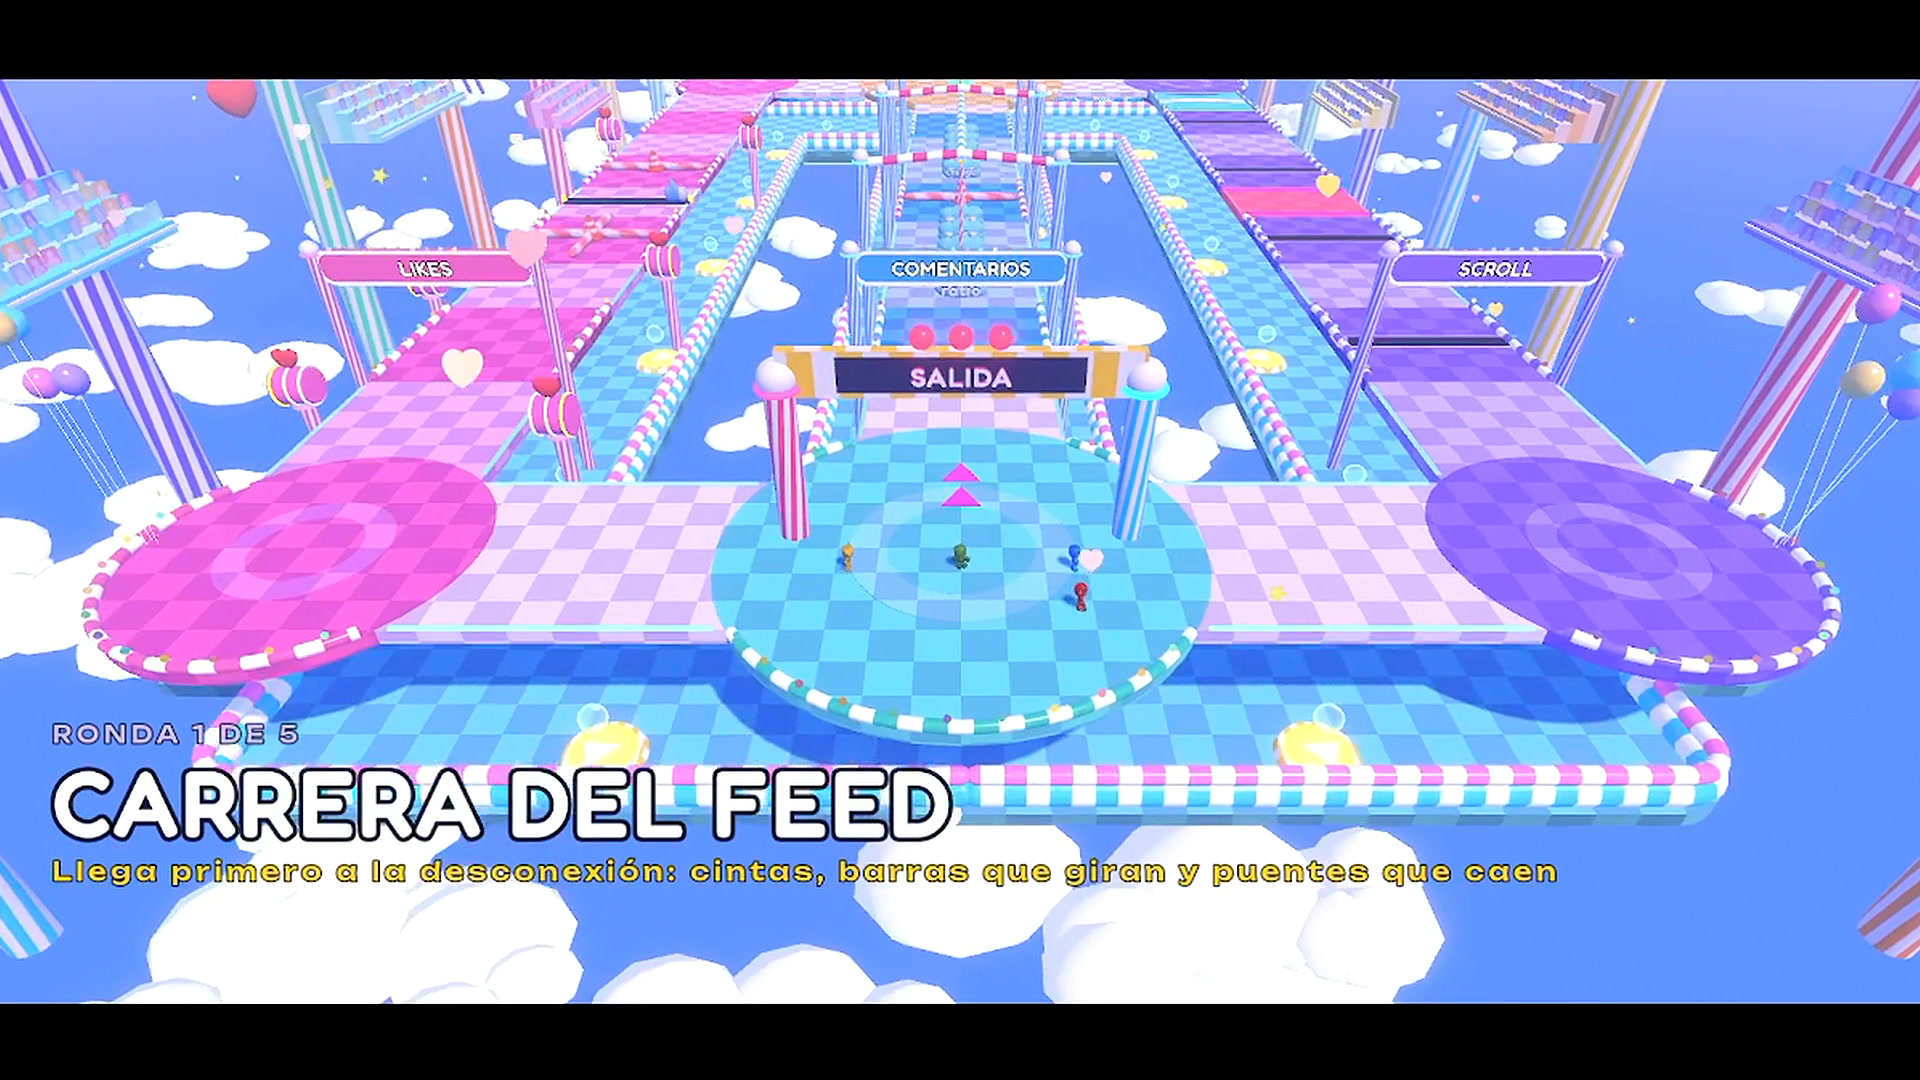 LIKES
COMENTARIOS
SCROLL
ratio
SALIDA
RONDA 1 DE 5
CARRERA DEL FEED
Llega primero a la desconexión: cintas, barras que giran y puentes que caen